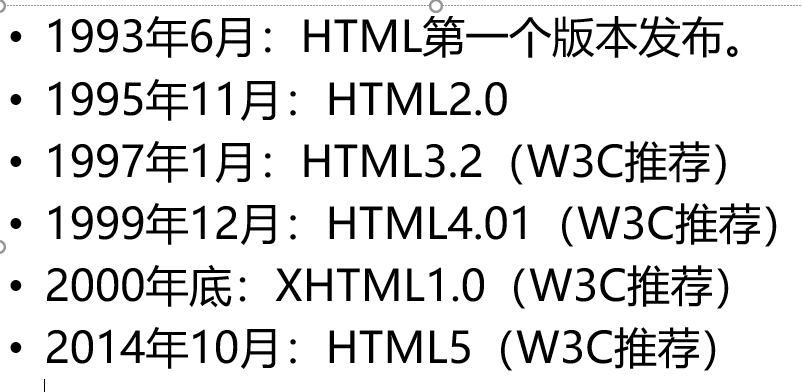 • 1993年6月：HTML第一个版本发布。
• 1995年11月：HTML2.0
• 1997年1月：HTML3.2（W3C推荐）
• 1999年12月：HTML4.01（W3C推荐）
• 2000年底：XHTML1.0（W3C推荐）
• 2014年10月：HTML5（W3C推荐）